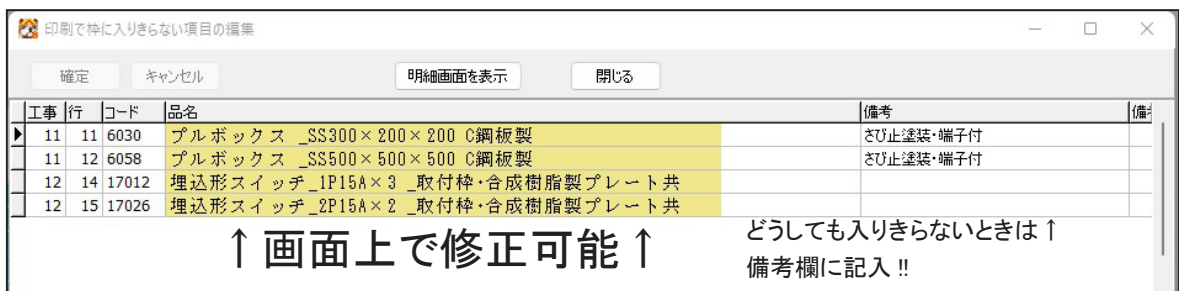 印刷で枠に入りきらない項目の編集
確定 キャンセル 明細画面を表示 閉じる
工事 行 コード 品名 備考 備考
11 11 6030 プルボックス _SS300×200×200 C鋼板製 さび止塗装・端子付
11 12 6058 プルボックス _SS500×500×500 C鋼板製 さび止塗装・端子付
12 14 17012 埋込形スイッチ_1P15A×3 _取付枠・合成樹脂製プレート共
12 15 17026 埋込形スイッチ_2P15A×2 _取付枠・合成樹脂製プレート共
↑画面上で修正可能↑
どうしても入りきらないときは↑
備考欄に記入!!